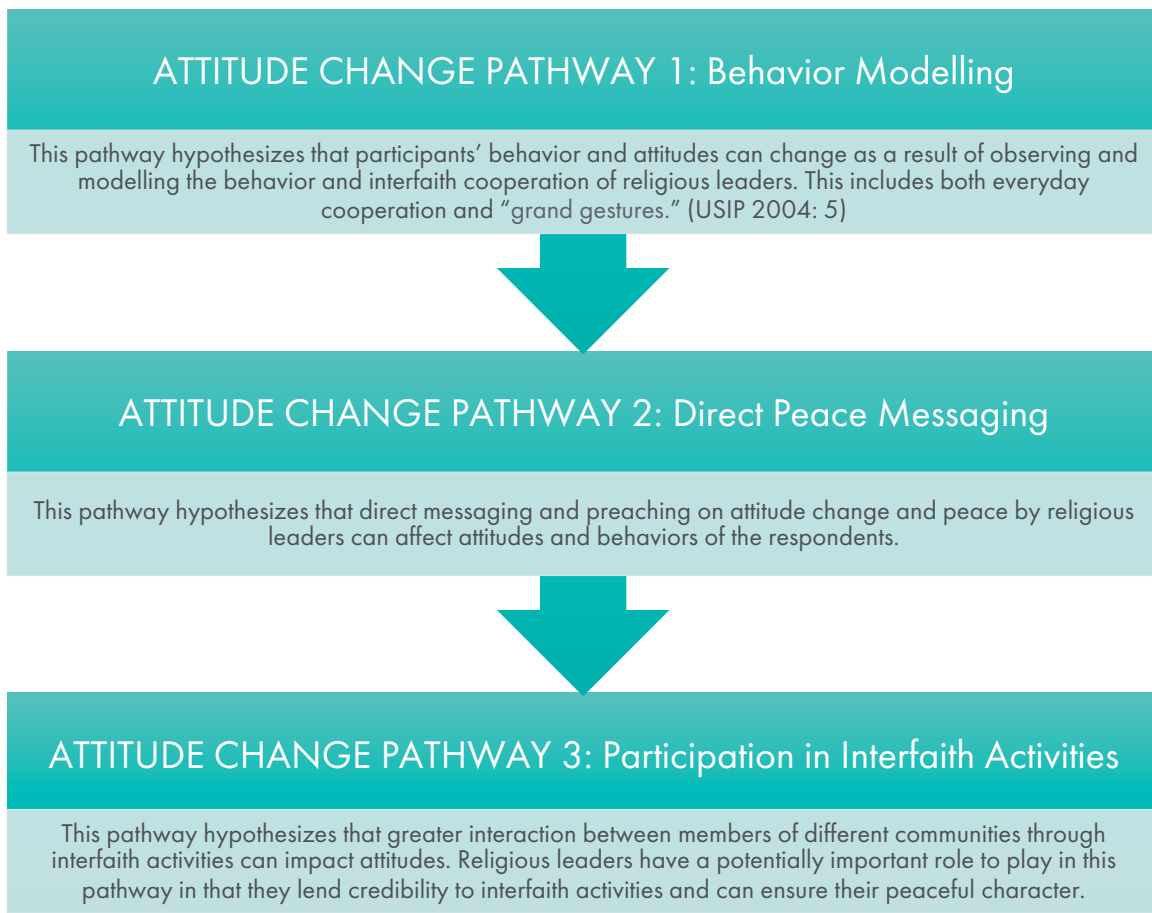 ATTITUDE CHANGE PATHWAY 1: Behavior Modelling
This pathway hypothesizes that participants’ behavior and attitudes can change as a result of observing and
modelling the behavior and interfaith cooperation of religious leaders. This includes both everyday
cooperation and “grand gestures.” (USIP 2004: 5)
ATTITUDE CHANGE PATHWAY 2: Direct Peace Messaging
This pathway hypothesizes that direct messaging and preaching on attitude change and peace by religious
leaders can affect attitudes and behaviors of the respondents.
ATTITUDE CHANGE PATHWAY 3: Participation in Interfaith Activities
This pathway hypothesizes that greater interaction between members of different communities through
interfaith activities can impact attitudes. Religious leaders have a potentially important role to play in this
pathway in that they lend credibility to interfaith activities and can ensure their peaceful character.